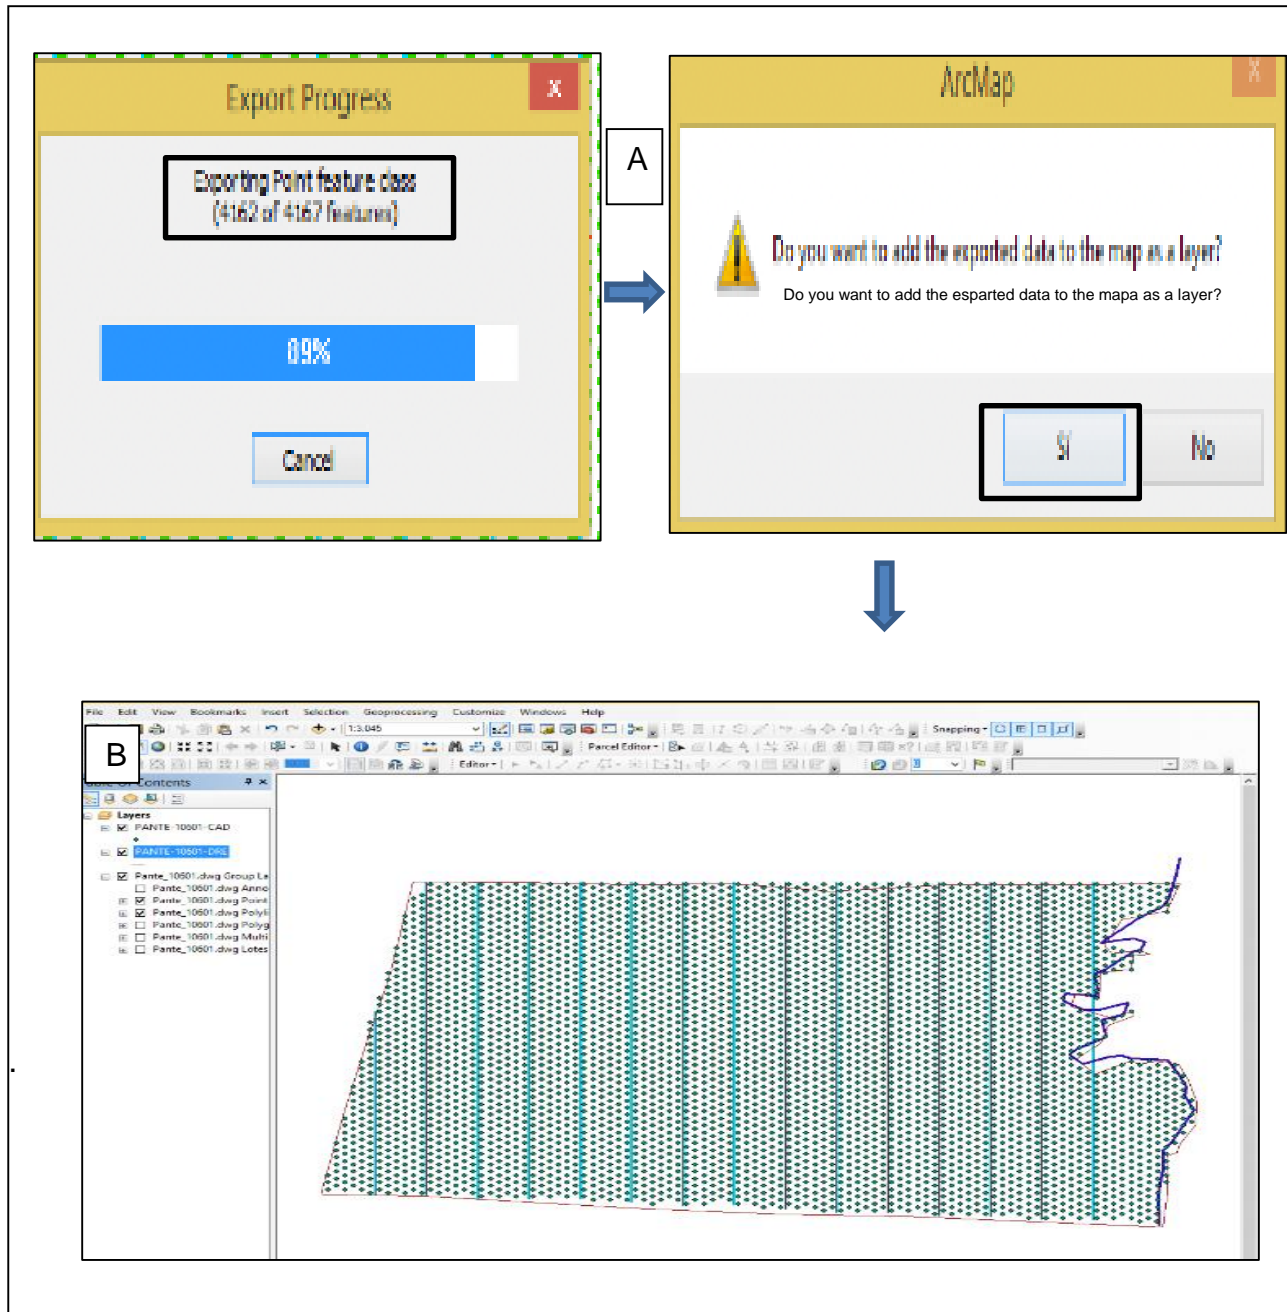 Export Progress
x
Exporting Point feature class
(4162 of 4167 features)
89%
Cancel
A
ArcMap
x
Do you want to add the exported data to the map as a layer?
Do you want to add the esparted data to the mapa as a layer?
Sí
No
File Edit View Bookmarks Insert Selection Geoprocessing Customize Windows Help
1:3,045
Snapping
Parcel Editor
B
Editor
Table Of Contents
Layers
PANTE-10601-CAD
PANTE-10601-DRE
Pante_10601.dwg Group La
Pante_10601.dwg Anno
Pante_10601.dwg Point
Pante_10601.dwg Polyli
Pante_10601.dwg Polyg
Pante_10601.dwg Multi
Pante_10601.dwg Lotes
.